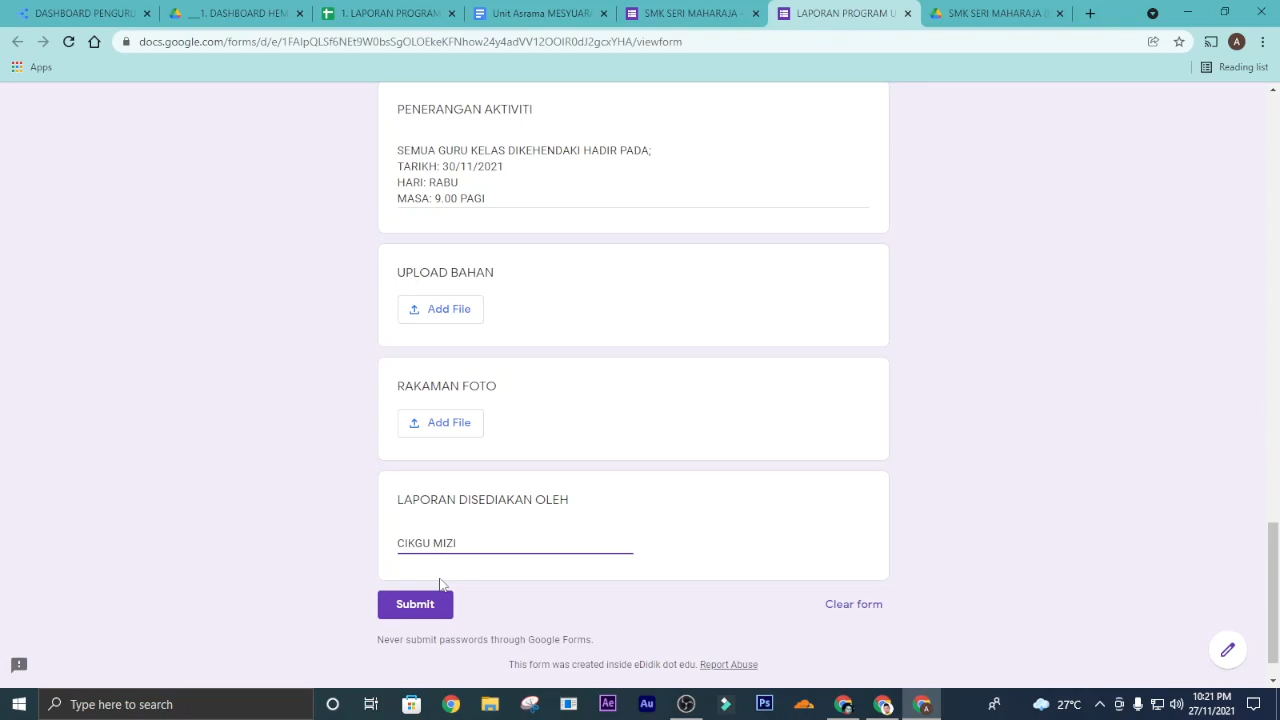 DASHBOARD PENGURU
___1. DASHBOARD HEM
1. LAPORAN PROGRAM
Unit Asrama MESYUAR
SMK SERI MAHARAJA -
LAPORAN PROGRAM U
SMK SERI MAHARAJA (B
docs.google.com/forms/d/e/1FAIpQLSf6NEt9W0bsSgOLOEkeKFNhow24y4adVV12OOIR0dJ2gcxYHA/viewform
A
Apps
Reading list
PENERANGAN AKTIVITI
SEMUA GURU KELAS DIKEHENDAKI HADIR PADA;
TARIKH: 30/11/2021
HARI: RABU
MASA: 9.00 PAGI
UPLOAD BAHAN
Add File
RAKAMAN FOTO
Add File
LAPORAN DISEDIAKAN OLEH
CIKGU MIZI
Submit
Clear form
Never submit passwords through Google Forms.
This form was created inside eDidik dot edu. Report Abuse
Type here to search
Ae
Au
Ps
27°C
10:21 PM
27/11/2021